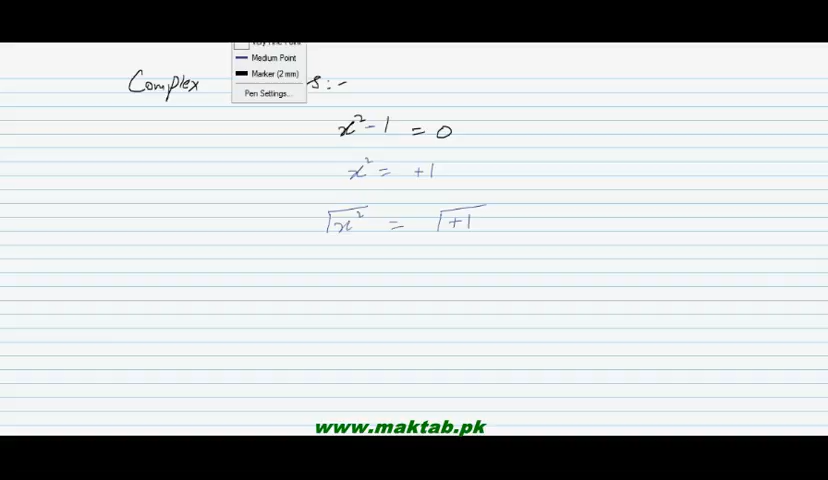 Complex s :-
Medium Point
Marker (2 mm)
Pen Settings...
x² - 1 = 0
x² = +1
√x² = √+1
www.maktab.pk